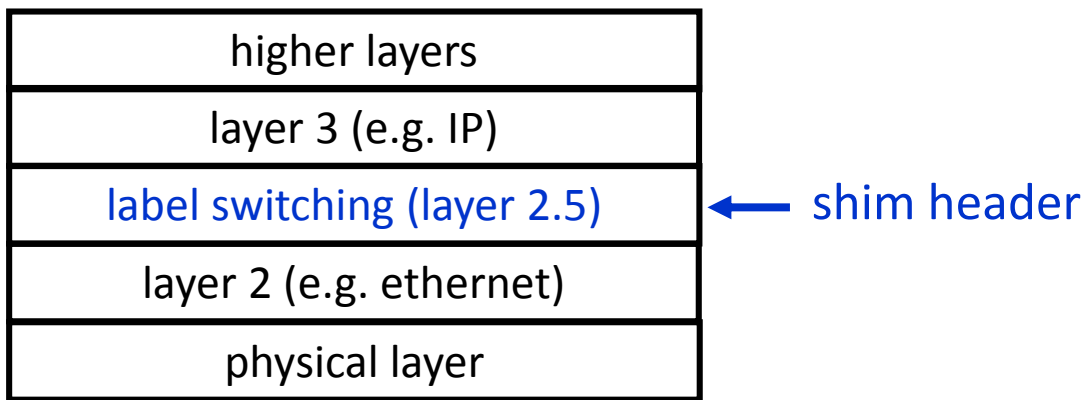 higher layers
layer 3 (e.g. IP)
label switching (layer 2.5)
shim header
layer 2 (e.g. ethernet)
physical layer